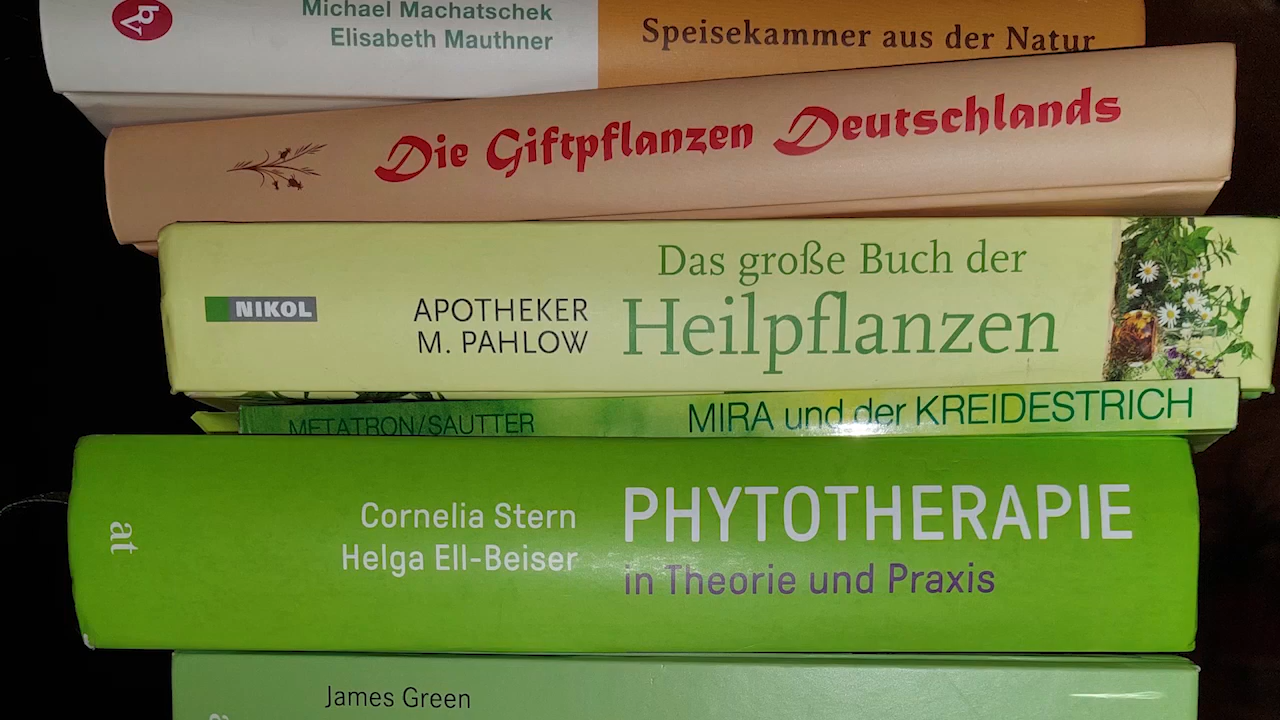 bv
Michael Machatschek
Elisabeth Mauthner
Speisekammer aus der Natur
Die Giftpflanzen Deutschlands
NIKOL
APOTHEKER
M. PAHLOW
Das große Buch der
Heilpflanzen
METATRON/SAUTTER
MIRA und der KREIDESTRICH
at
Cornelia Stern
Helga Ell-Beiser
PHYTOTHERAPIE
in Theorie und Praxis
James Green